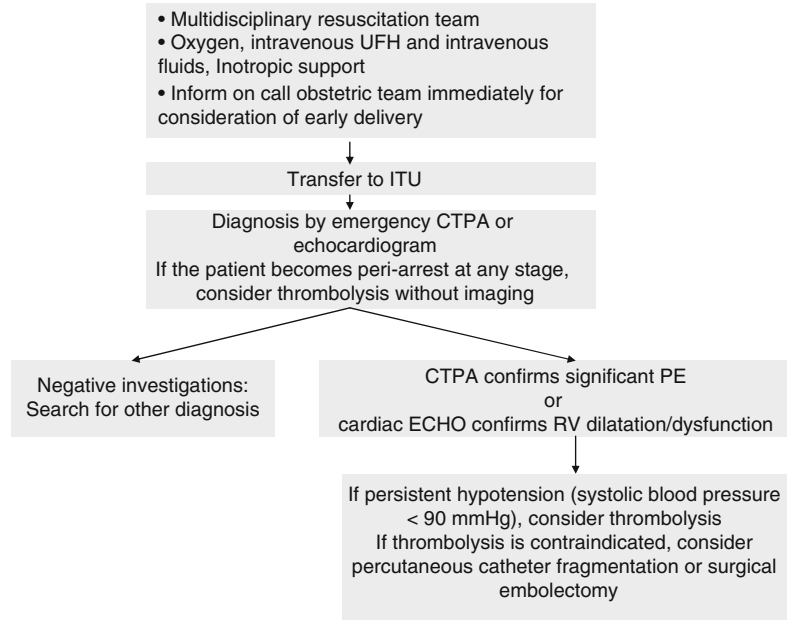 • Multidisciplinary resuscitation team
• Oxygen, intravenous UFH and intravenous
fluids, Inotropic support
• Inform on call obstetric team immediately for
consideration of early delivery
Transfer to ITU
Diagnosis by emergency CTPA or
echocardiogram
If the patient becomes peri-arrest at any stage,
consider thrombolysis without imaging
Negative investigations:
Search for other diagnosis
CTPA confirms significant PE
or
cardiac ECHO confirms RV dilatation/dysfunction
If persistent hypotension (systolic blood pressure
< 90 mmHg), consider thrombolysis
If thrombolysis is contraindicated, consider
percutaneous catheter fragmentation or surgical
embolectomy